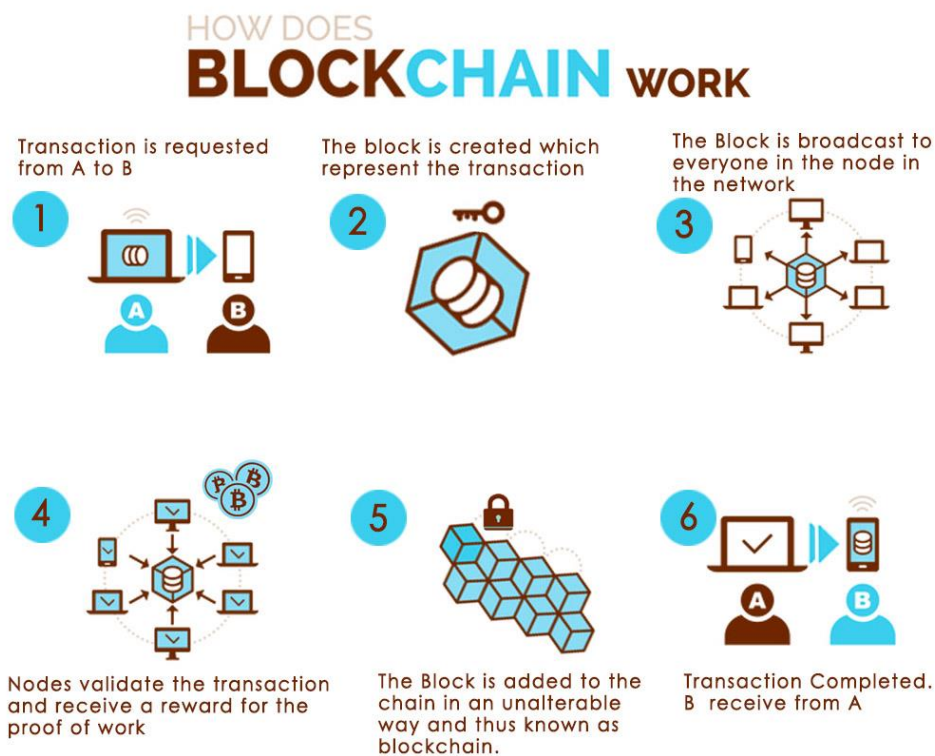 HOW DOES
BLOCKCHAIN WORK
Transaction is requested
from A to B
1
A
B
The block is created which
represent the transaction
2
The Block is broadcast to
everyone in the node in
the network
3
4
Nodes validate the transaction
and receive a reward for the
proof of work
5
The Block is added to the
chain in an unalterable
way and thus known as
blockchain.
6
A
B
Transaction Completed.
B receive from A